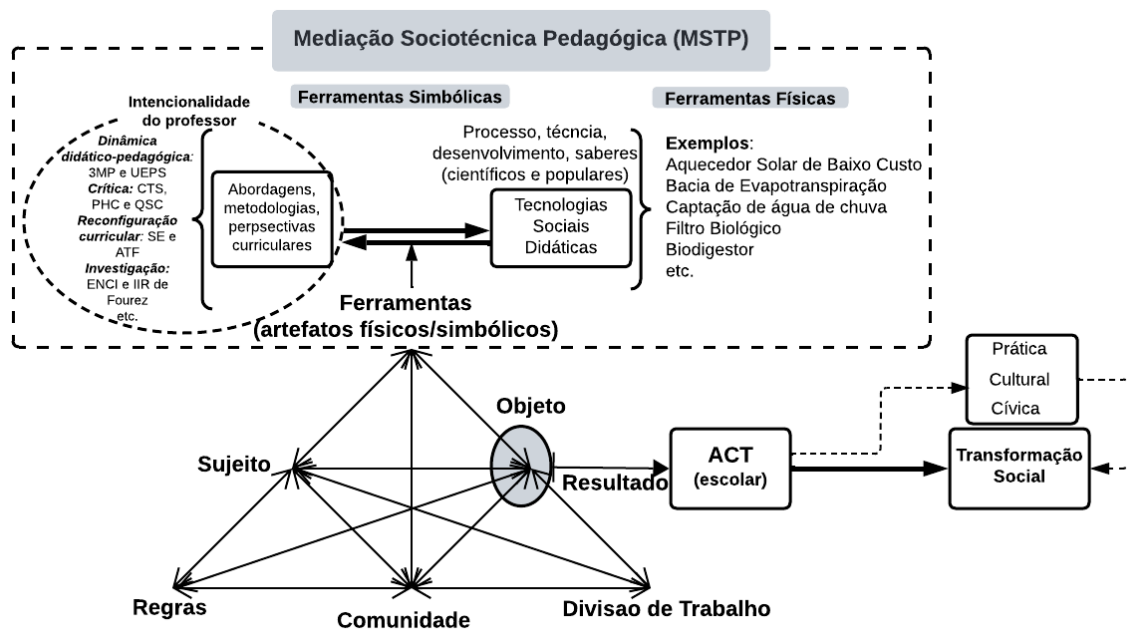 Mediação Sociotécnica Pedagógica (MSTP)
Ferramentas Simbólicas
Ferramentas Físicas
Intencionalidade
do professor
Dinâmica
didático-pedagógica:
3MP e UEPS
Crítica: CTS,
PHC e QSC
Reconfiguração
curricular: SE e
ATF
Investigação:
ENCI e IIR de
Fourez
etc.
Abordagens,
metodologias,
perpsectivas
curriculares
Processo, técncia,
desenvolvimento, saberes
(científicos e populares)
Tecnologias
Sociais
Didáticas
Exemplos:
Aquecedor Solar de Baixo Custo
Bacia de Evapotranspiração
Captação de água de chuva
Filtro Biológico
Biodigestor
etc.
Ferramentas
(artefatos físicos/simbólicos)
Objeto
Sujeito
Resultado
ACT
(escolar)
Prática
Cultural
Cívica
Transformação
Social
Regras
Comunidade
Divisao de Trabalho